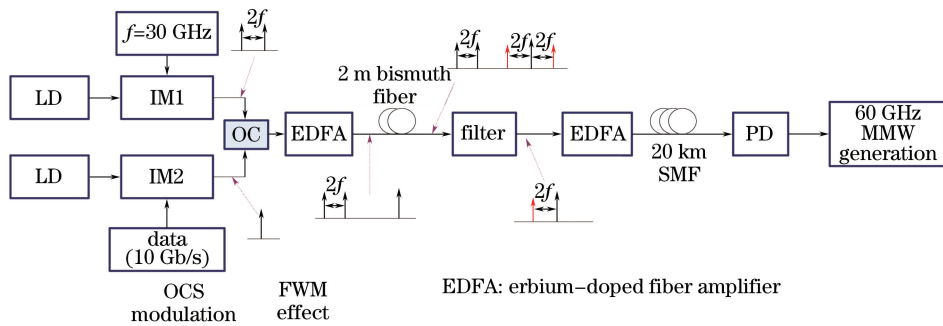 f=30 GHz
2f
LD
IM1
OC
EDFA
2 m bismuth
fiber
2f
2f 2f
filter
EDFA
20 km
SMF
PD
60 GHz
MMW
generation
LD
IM2
2f
2f
data
(10 Gb/s)
OCS
modulation
FWM
effect
EDFA: erbium−doped fiber amplifier